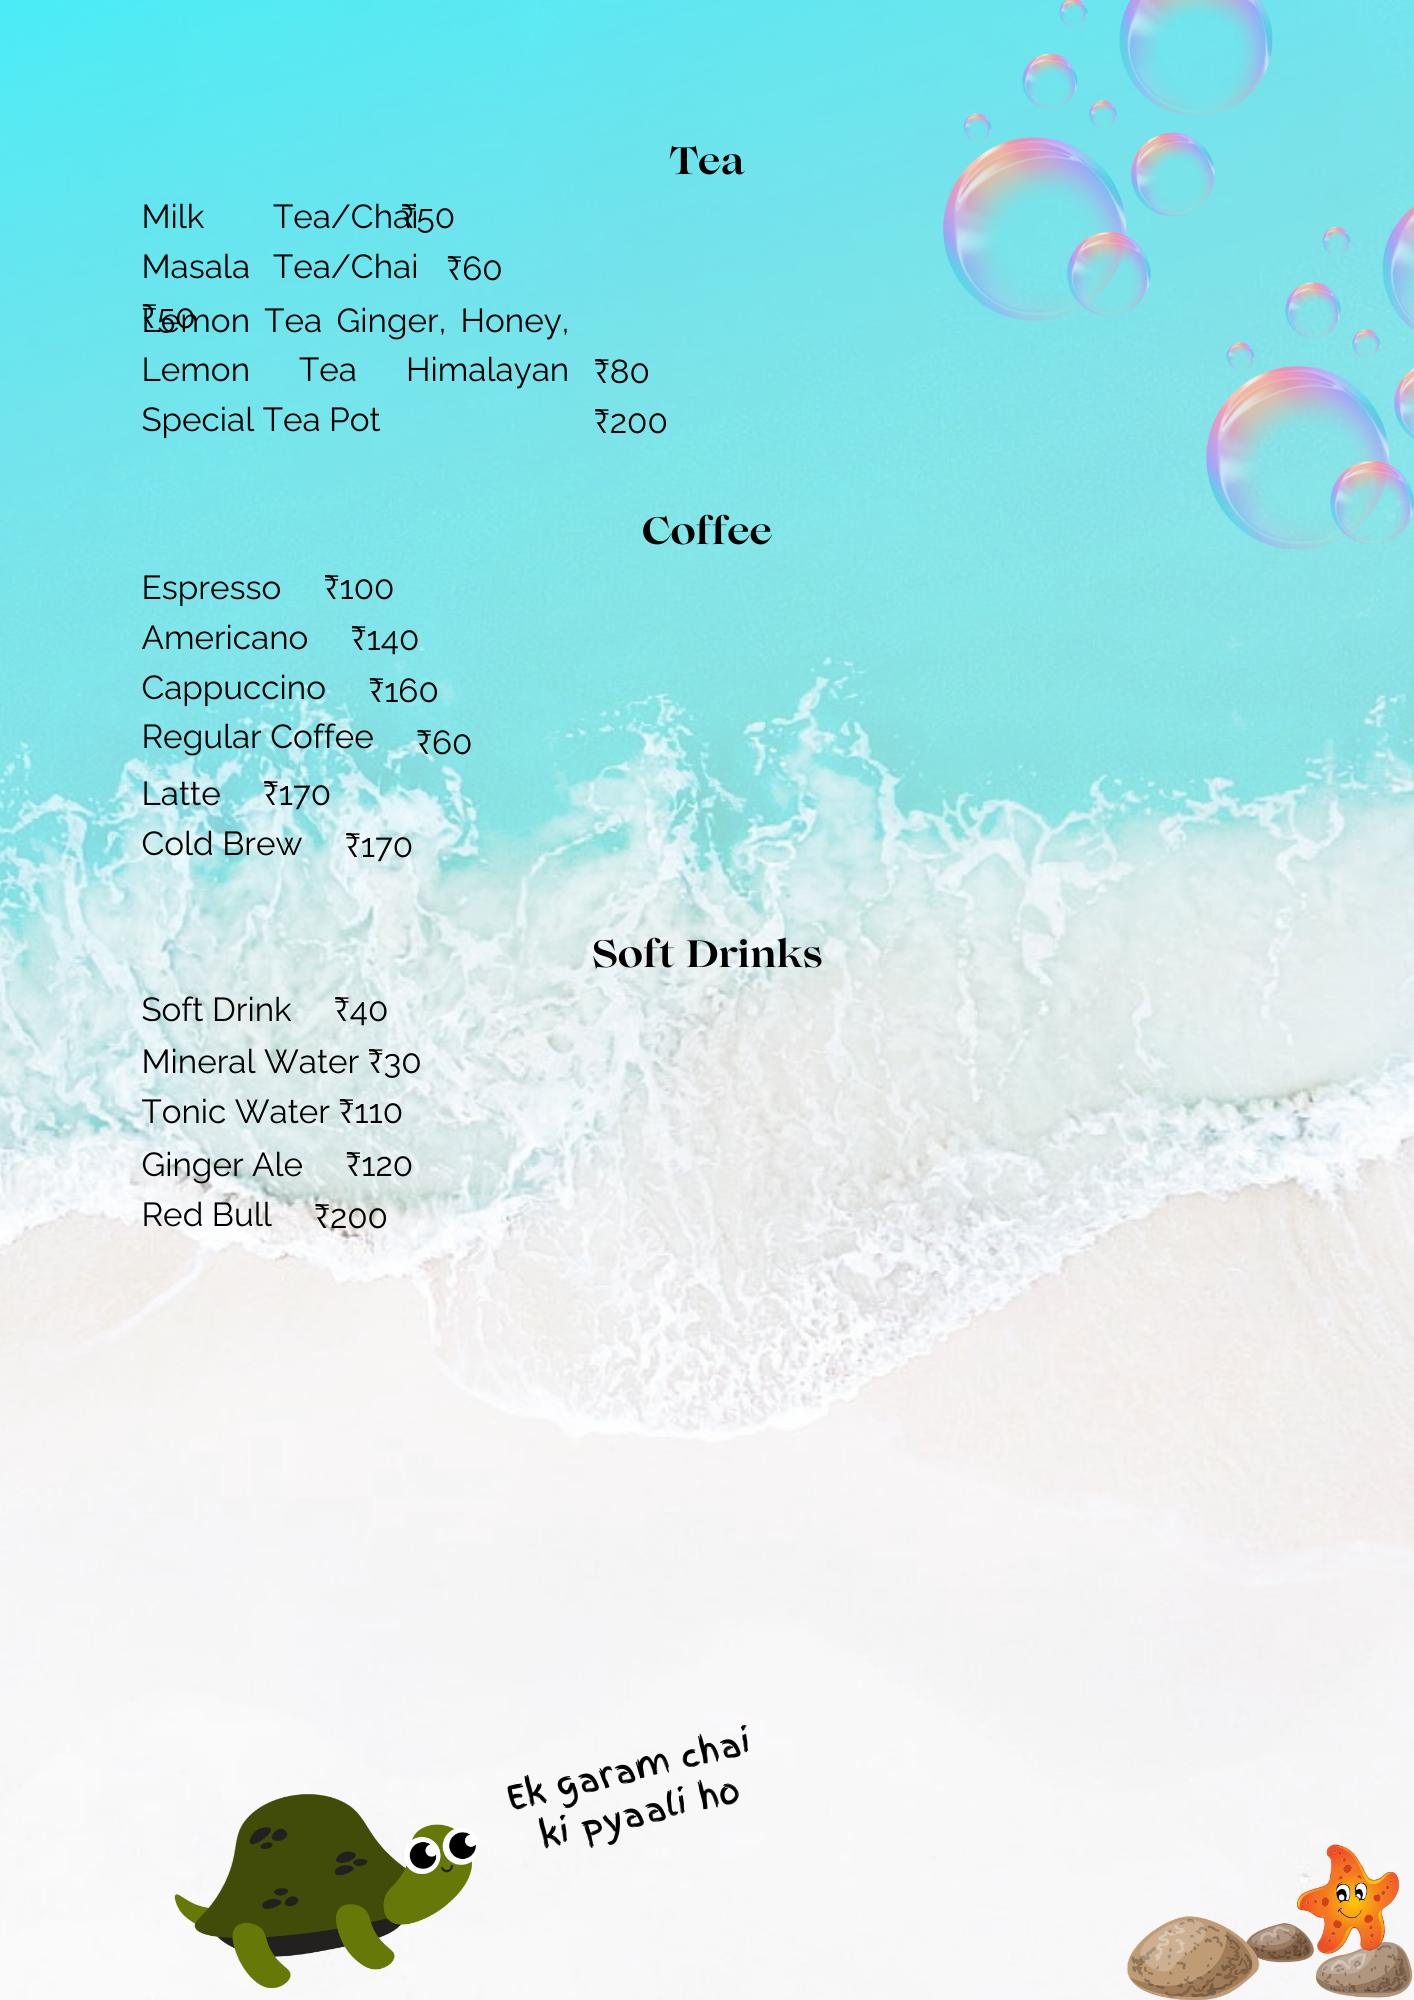 Tea
Milk Tea/Chai ₹50
Masala Tea/Chai ₹60
₹50
Lemon Tea Ginger, Honey,
Lemon Tea Himalayan ₹80
Special Tea Pot ₹200
Coffee
Espresso ₹100
Americano ₹140
Cappuccino ₹160
Regular Coffee ₹60
Latte ₹170
Cold Brew ₹170
Soft Drinks
Soft Drink ₹40
Mineral Water ₹30
Tonic Water ₹110
Ginger Ale ₹120
Red Bull ₹200
Ek garam chai
ki pyaali ho